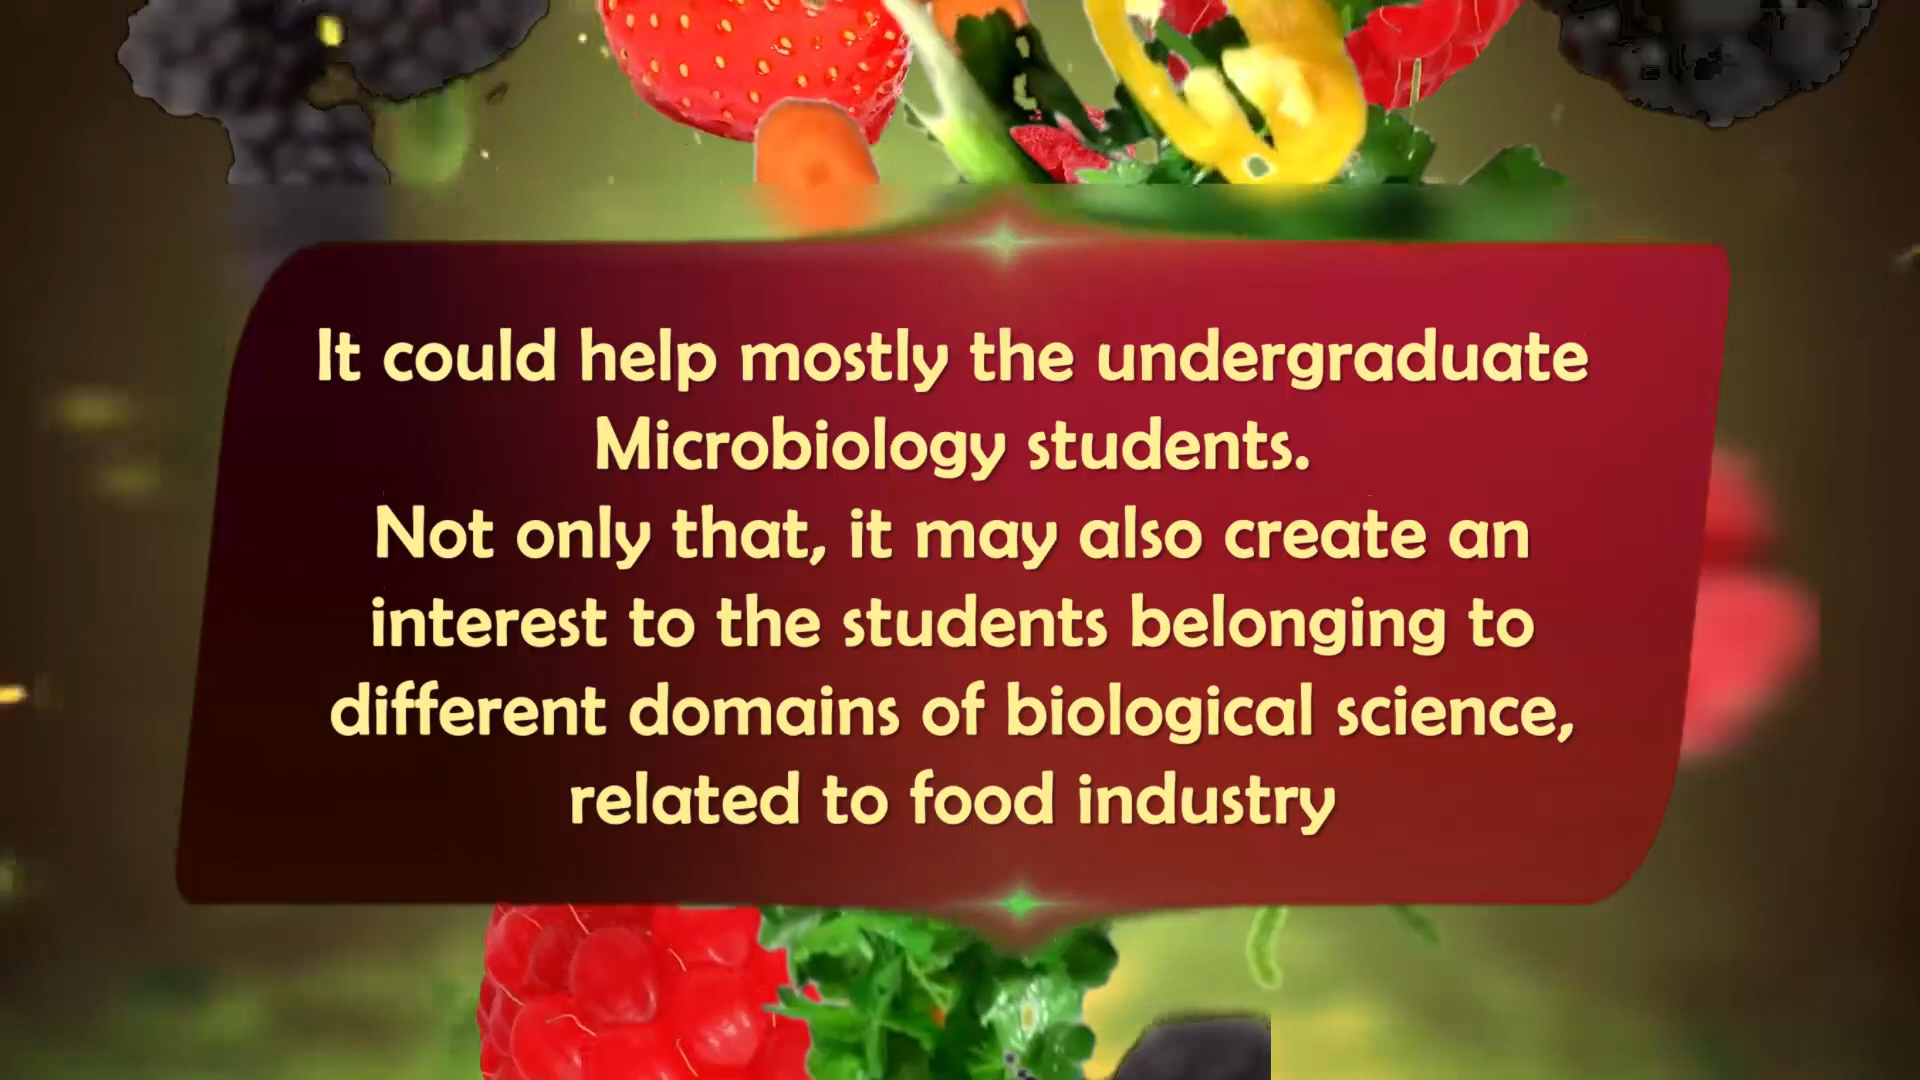 It could help mostly the undergraduate
Microbiology students.
Not only that, it may also create an
interest to the students belonging to
different domains of biological science,
related to food industry